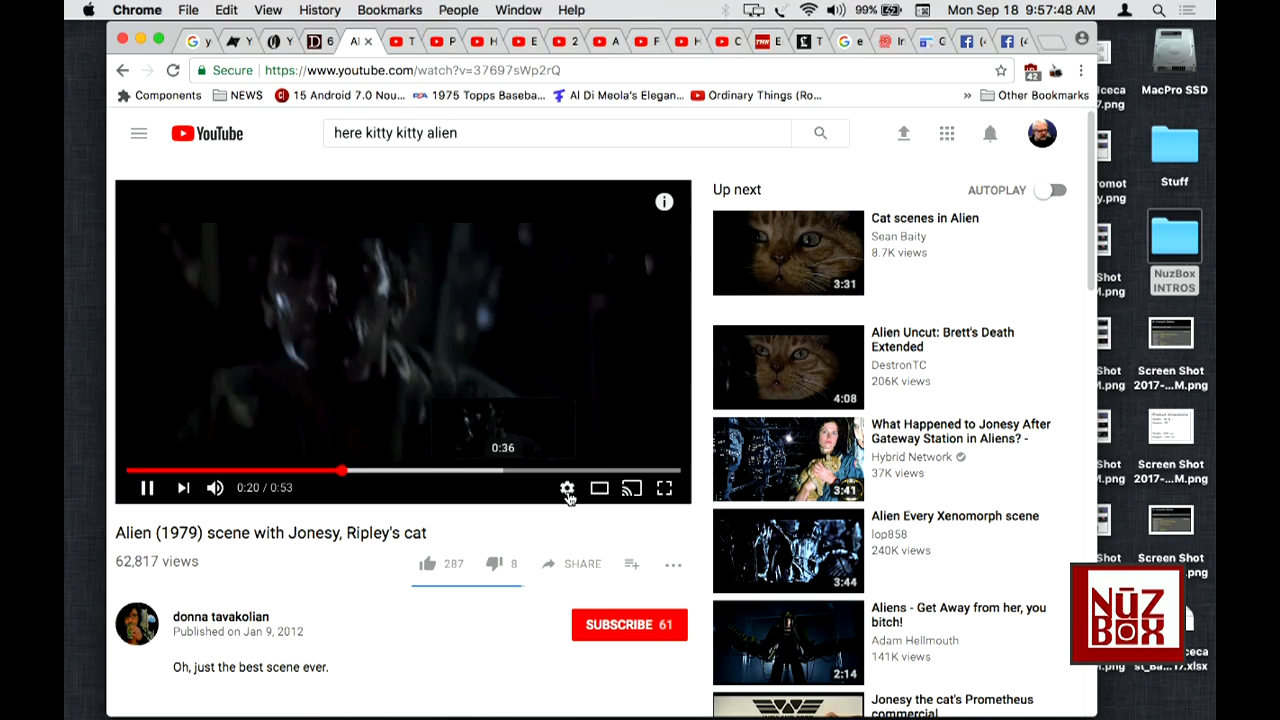 Chrome File Edit View History Bookmarks People Window Help 99% Mon Sep 18 9:57:48 AM
Secure https://www.youtube.com/watch?v=37697sWp2rQ
42
Components NEWS 15 Android 7.0 Nou... 1975 Topps Baseba... Al Di Meola's Elegan... Ordinary Things (Ro... » Other Bookmarks
YouTube
here kitty kitty alien
0:36
0:20 / 0:53
Alien (1979) scene with Jonesy, Ripley's cat
62,817 views
287 8 SHARE
donna tavakolian
Published on Jan 9, 2012
SUBSCRIBE 61
Oh, just the best scene ever.
Up next
AUTOPLAY
Cat scenes in Alien
Sean Baity
8.7K views
3:31
Brett's Death
Extended
DestronTC
206K views
4:08
What Happened to Jonesy After
Gateway Station in Aliens? -
Hybrid Network
37K views
3:41
Alien Every Xenomorph scene
lop858
240K views
3:44
Aliens - Get Away from her, you
bitch!
Adam Hellmouth
141K views
2:14
Jonesy the cat's Prometheus
commercial
MacPro SSD
Stuff
NuzBox
INTROS
Screen Shot
2017-...M.png
Screen Shot
2017-...M.png
Screen Shot
2017-...M.png
NŪZ
BOX